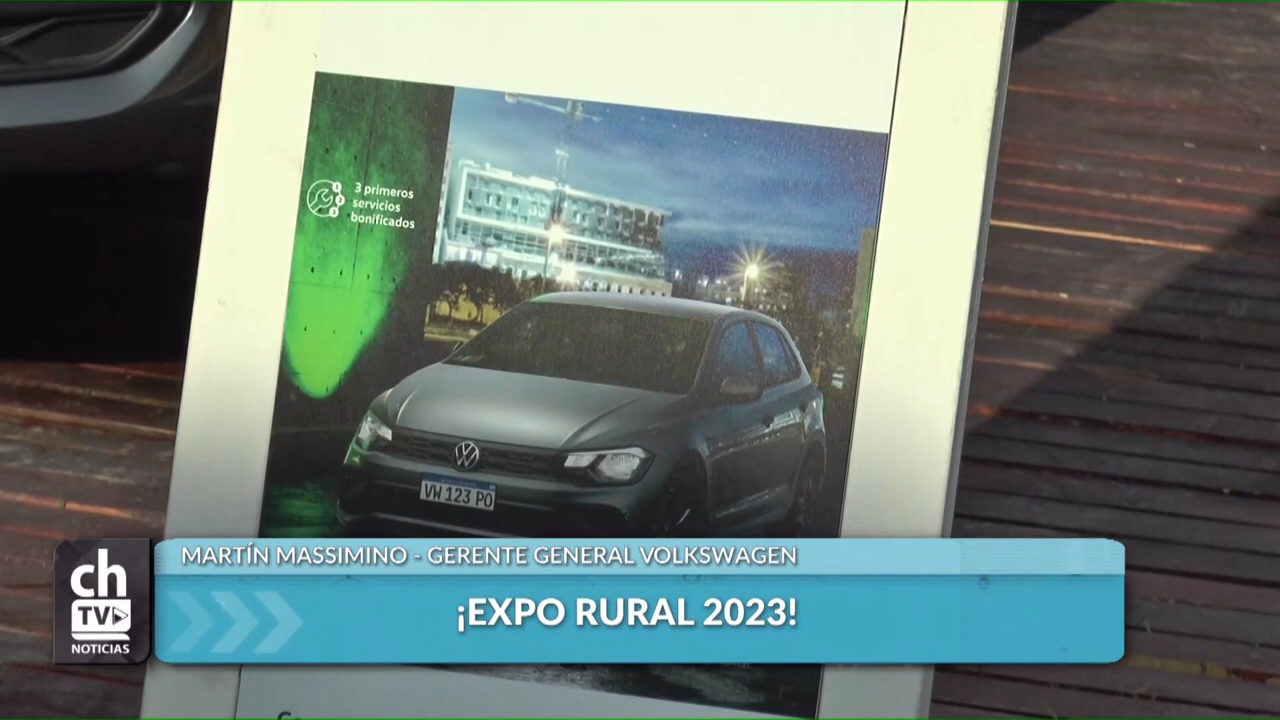 3 primeros
servicios
bonificados
VW 123 PO
MARTÍN MASSIMINO - GERENTE GENERAL VOLKSWAGEN
¡EXPO RURAL 2023!
ch
TV
NOTICIAS